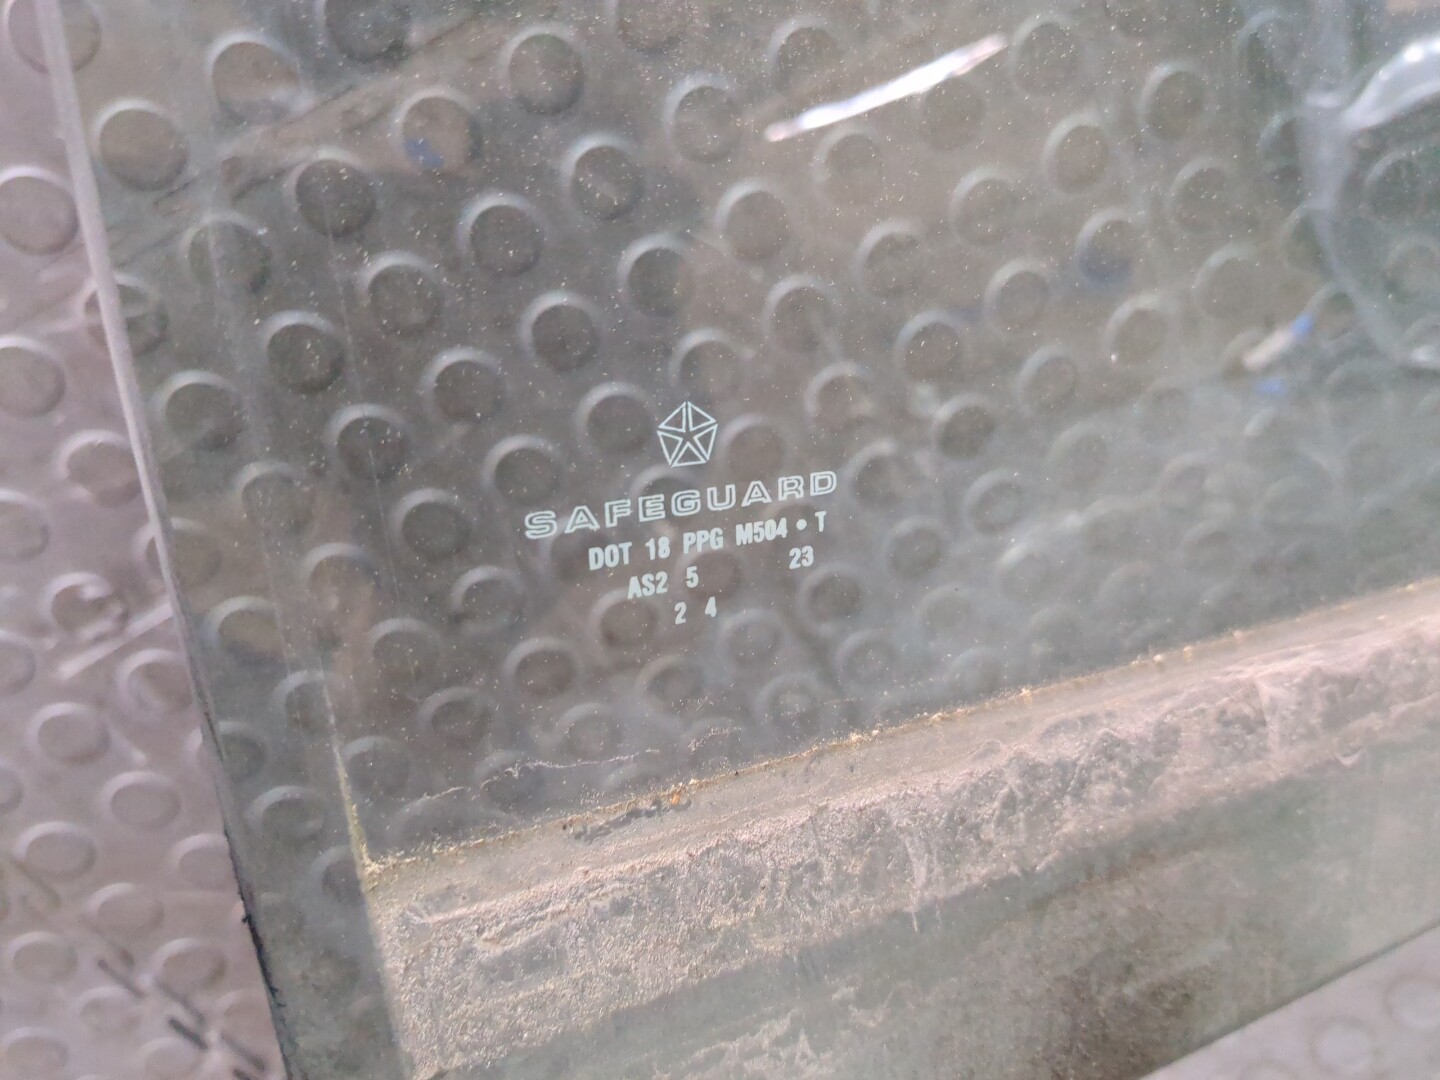 SAFEGUARD
DOT 18 PPG M504 • T
AS2 5 23
2 4